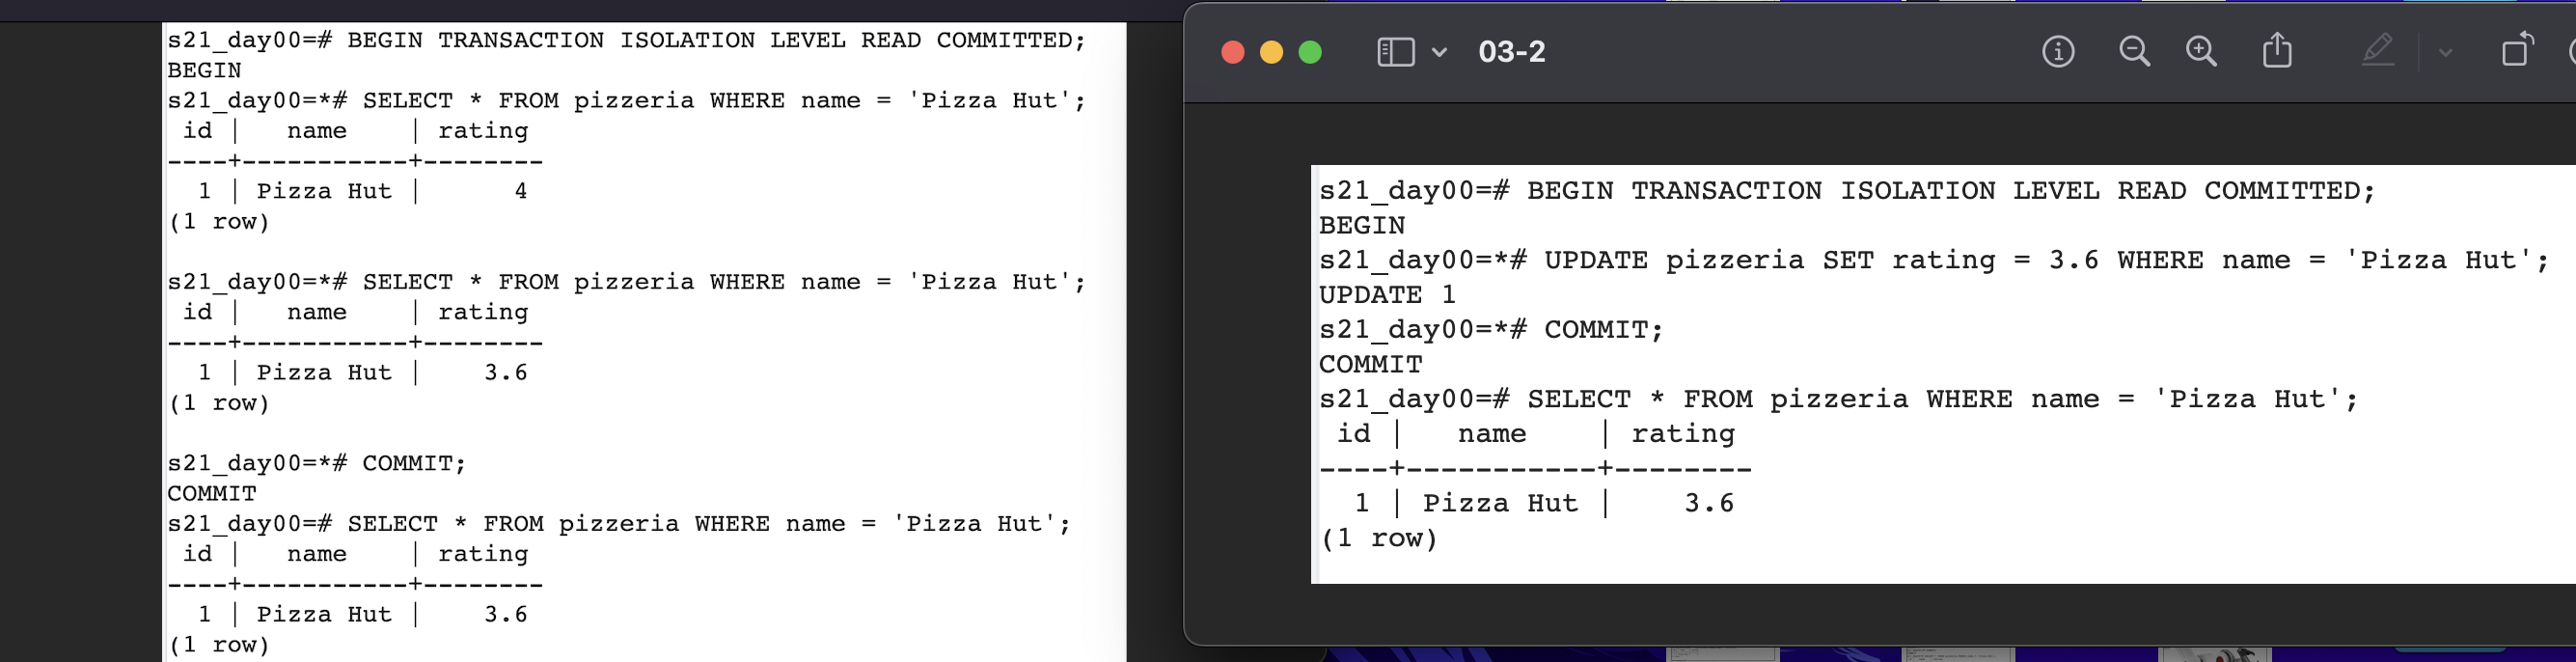 s21_day00=# BEGIN TRANSACTION ISOLATION LEVEL READ COMMITTED;
BEGIN
s21_day00=*# SELECT * FROM pizzeria WHERE name = 'Pizza Hut';
 id |   name    | rating
----+-----------+--------
  1 | Pizza Hut |      4
(1 row)

s21_day00=*# SELECT * FROM pizzeria WHERE name = 'Pizza Hut';
 id |   name    | rating
----+-----------+--------
  1 | Pizza Hut |    3.6
(1 row)

s21_day00=*# COMMIT;
COMMIT
s21_day00=# SELECT * FROM pizzeria WHERE name = 'Pizza Hut';
 id |   name    | rating
----+-----------+--------
  1 | Pizza Hut |    3.6
(1 row)
03-2
s21_day00=# BEGIN TRANSACTION ISOLATION LEVEL READ COMMITTED;
BEGIN
s21_day00=*# UPDATE pizzeria SET rating = 3.6 WHERE name = 'Pizza Hut';
UPDATE 1
s21_day00=*# COMMIT;
COMMIT
s21_day00=# SELECT * FROM pizzeria WHERE name = 'Pizza Hut';
 id |   name    | rating
----+-----------+--------
  1 | Pizza Hut |    3.6
(1 row)